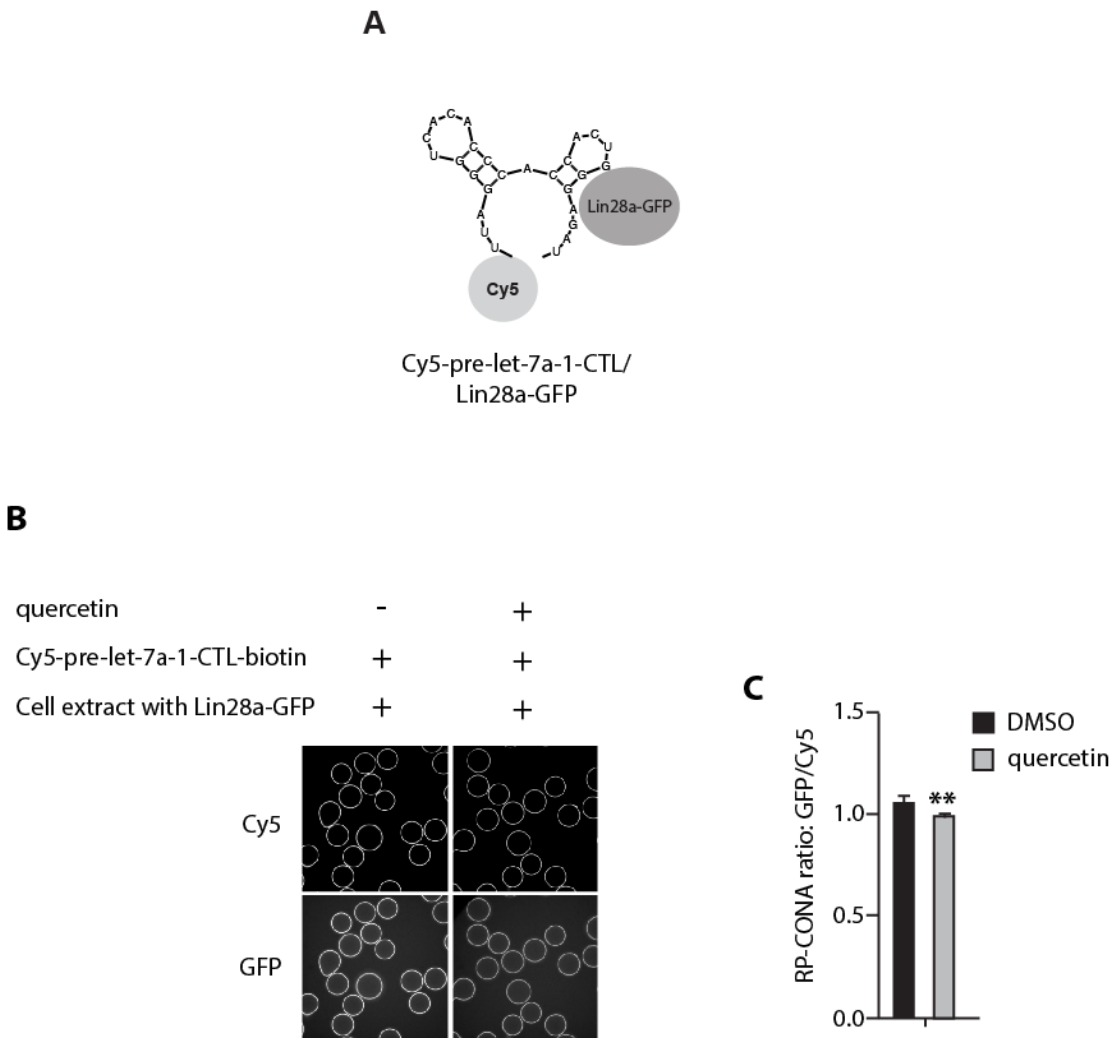 A
U U A G G G U C A C A C C C A C C A C U G G G A G A U
Lin28a-GFP
Cy5
Cy5-pre-let-7a-1-CTL/
Lin28a-GFP
B
quercetin - +
Cy5-pre-let-7a-1-CTL-biotin + +
Cell extract with Lin28a-GFP + +
Cy5
GFP
C
RP-CONA ratio: GFP/Cy5
1.5
1.0
0.5
0.0
**
DMSO
quercetin